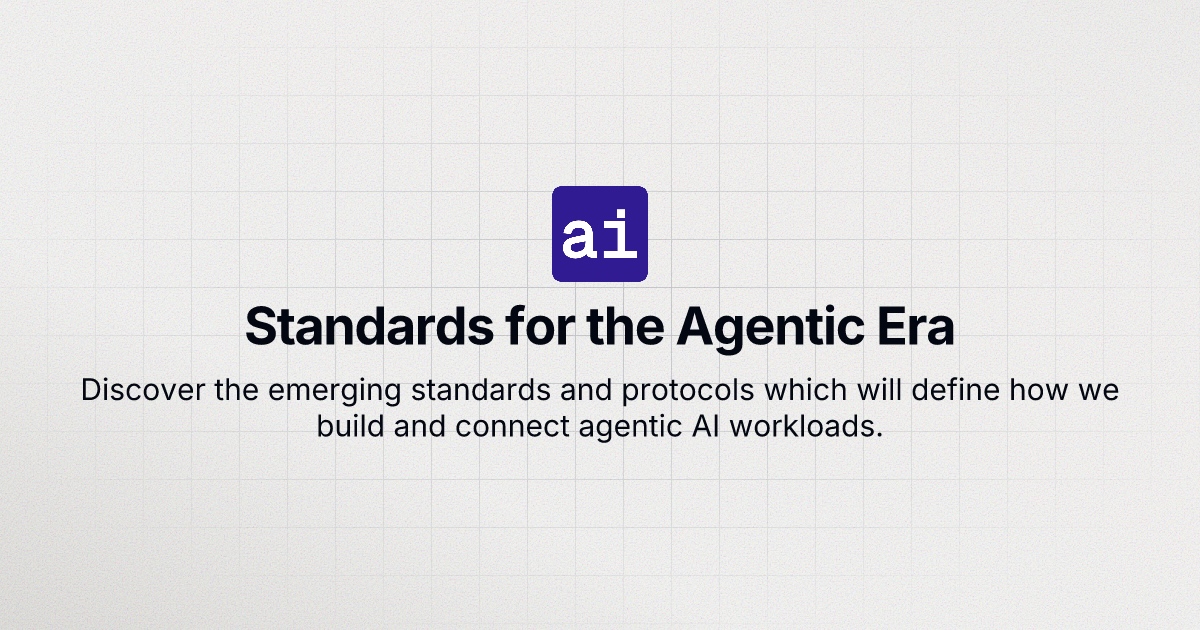 ai
Standards for the Agentic Era
Discover the emerging standards and protocols which will define how we
build and connect agentic AI workloads.